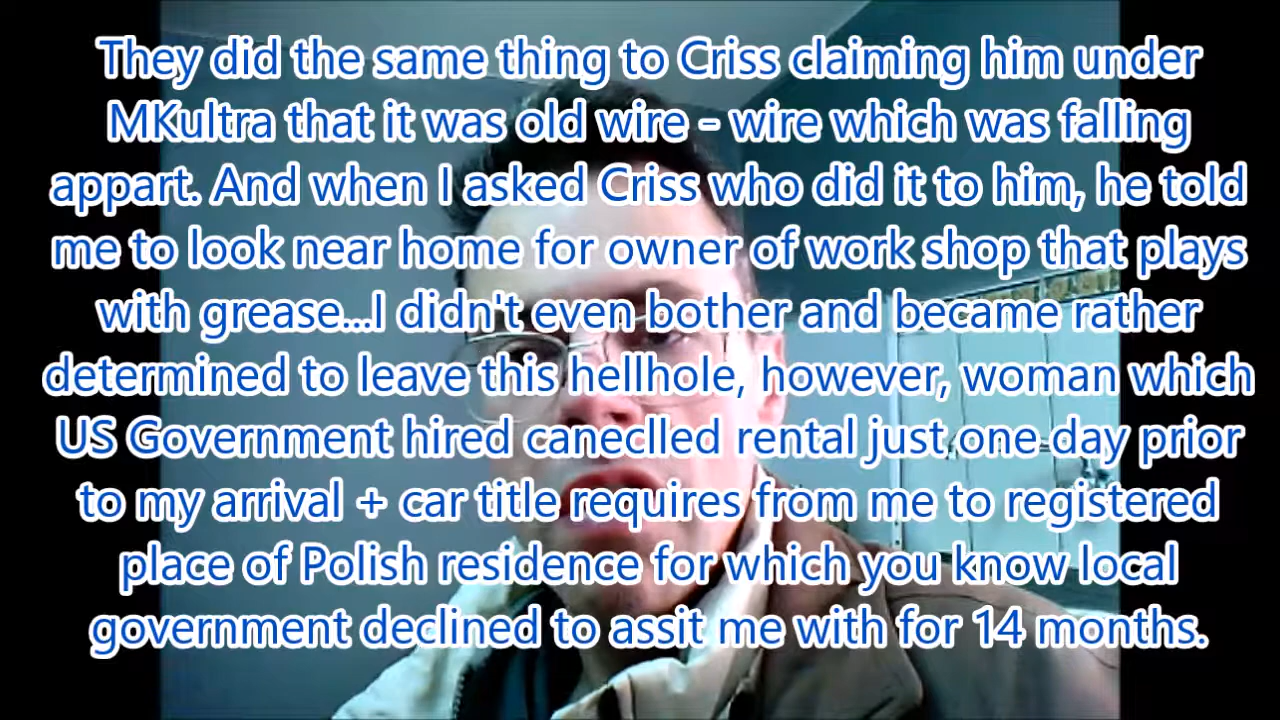 They did the same thing to Criss claiming him under
MKultra that it was old wire - wire which was falling
appart. And when I asked Criss who did it to him, he told
me to look near home for owner of work shop that plays
with grease...I didn't even bother and became rather
determined to leave this hellhole, however, woman which
US Government hired caneclled rental just one day prior
to my arrival + car title requires from me to registered
place of Polish residence for which you know local
government declined to assit me with for 14 months.